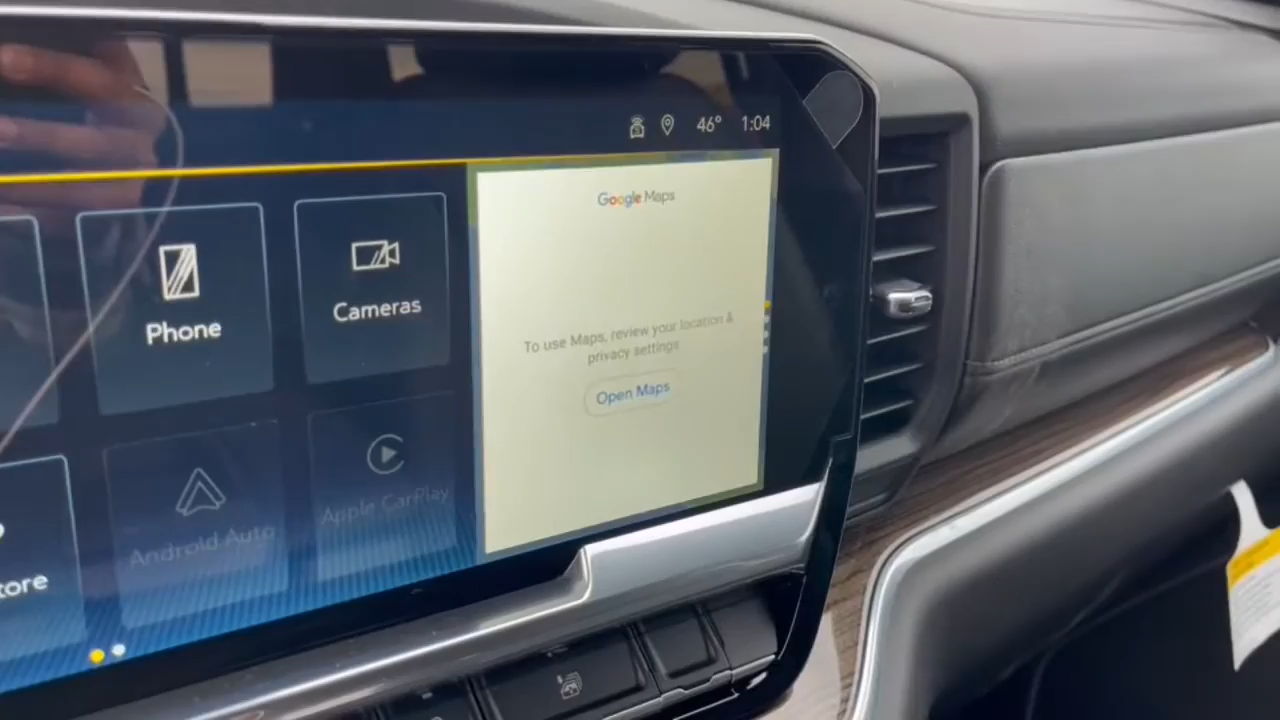 46° 1:04
Google Maps
Phone
Cameras
To use Maps, review your location &
privacy settings
Open Maps
Android Auto
Apple CarPlay
tore